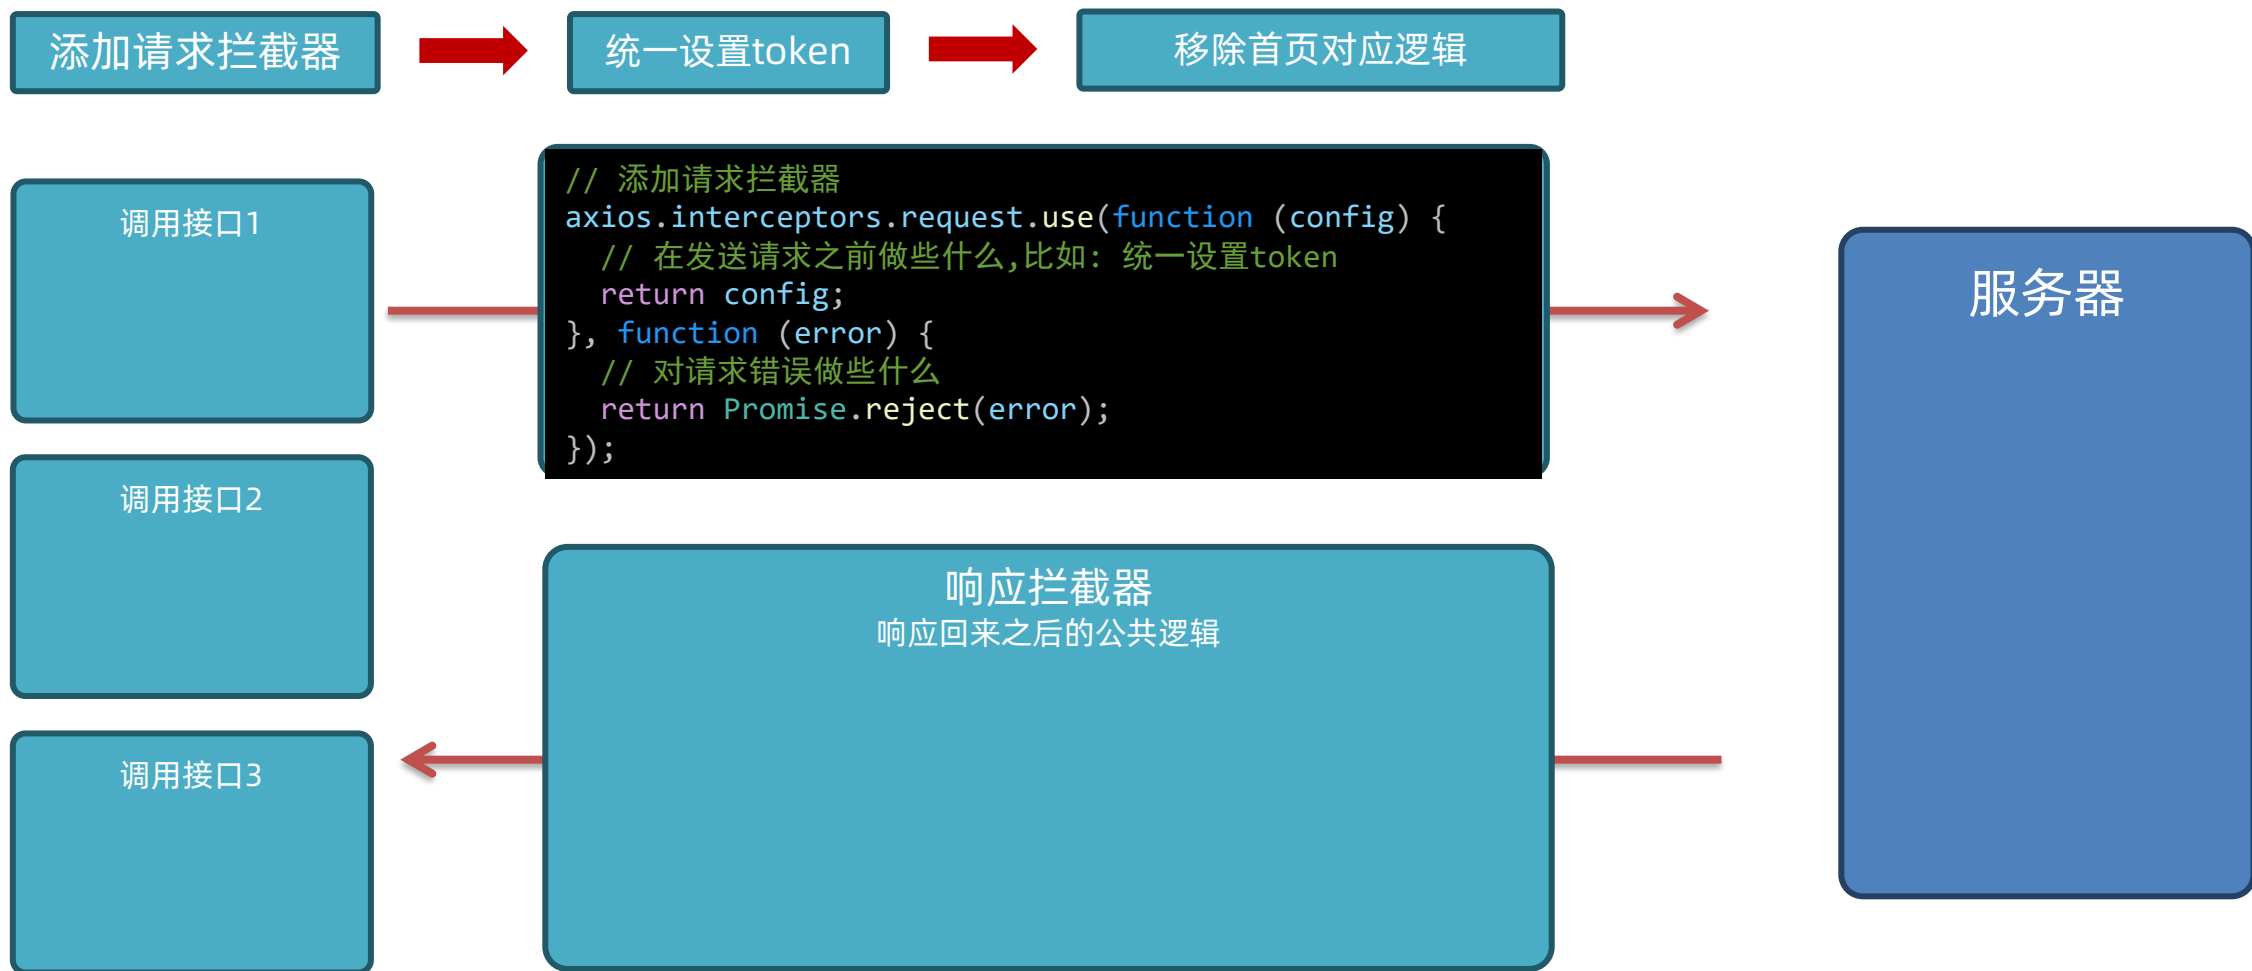 添加请求拦截器
统一设置token
移除首页对应逻辑
调用接口1
// 添加请求拦截器
axios.interceptors.request.use(function (config) {
  // 在发送请求之前做些什么,比如: 统一设置token
  return config;
}, function (error) {
  // 对请求错误做些什么
  return Promise.reject(error);
});
服务器
调用接口2
响应拦截器
响应回来之后的公共逻辑
调用接口3